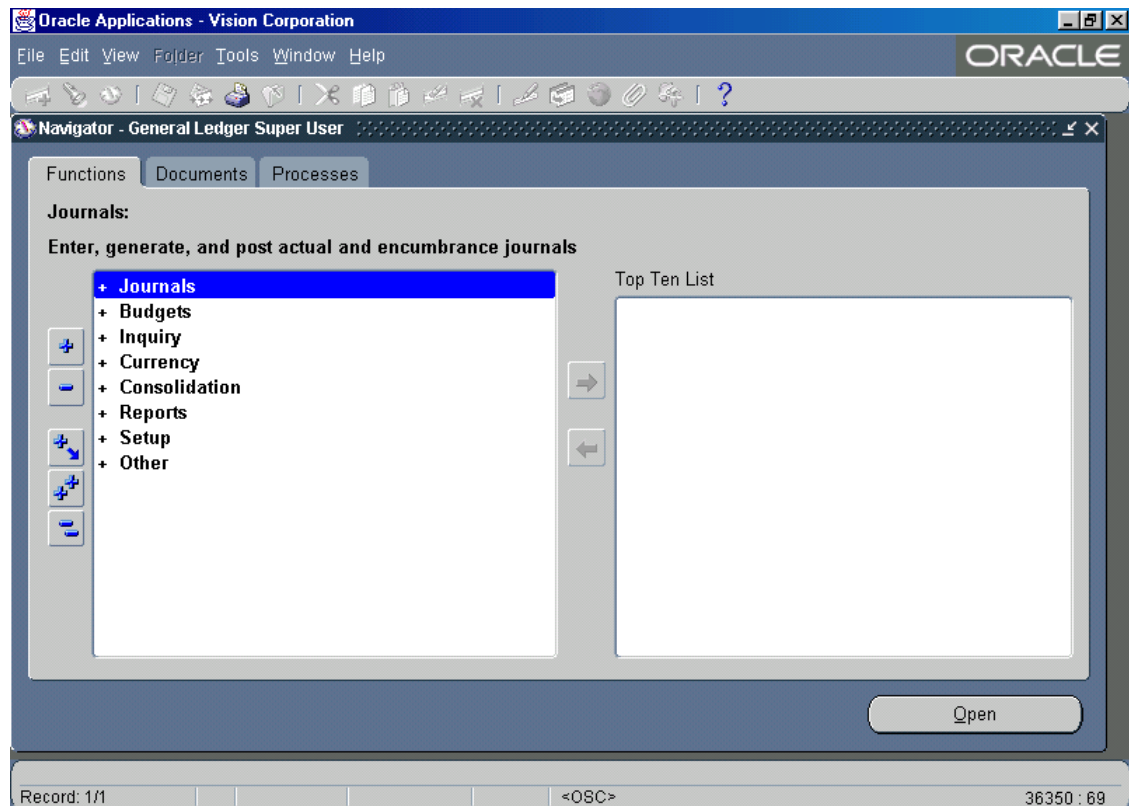 Oracle Applications - Vision Corporation
File Edit View Folder Tools Window Help
ORACLE
Navigator - General Ledger Super User
Functions Documents Processes
Journals:
Enter, generate, and post actual and encumbrance journals
+ Journals
+ Budgets
+ Inquiry
+ Currency
+ Consolidation
+ Reports
+ Setup
+ Other
Top Ten List
Open
Record: 1/1 <OSC> 36350 : 69